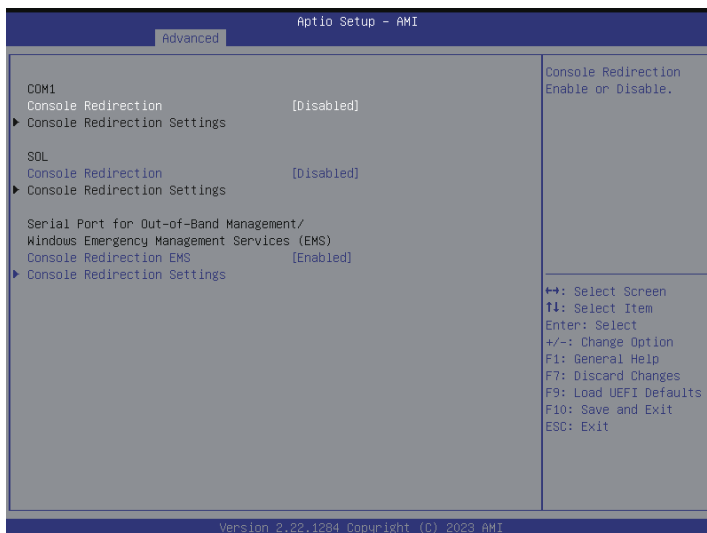 Aptio Setup – AMI
Advanced
COM1
Console Redirection [Disabled]
▶ Console Redirection Settings
SOL
Console Redirection [Disabled]
▶ Console Redirection Settings
Serial Port for Out-of-Band Management/
Windows Emergency Management Services (EMS)
Console Redirection EMS [Enabled]
▶ Console Redirection Settings
Console Redirection
Enable or Disable.
↔: Select Screen
↑↓: Select Item
Enter: Select
+/-: Change Option
F1: General Help
F7: Discard Changes
F9: Load UEFI Defaults
F10: Save and Exit
ESC: Exit
Version 2.22.1284 Copyright (C) 2023 AMI